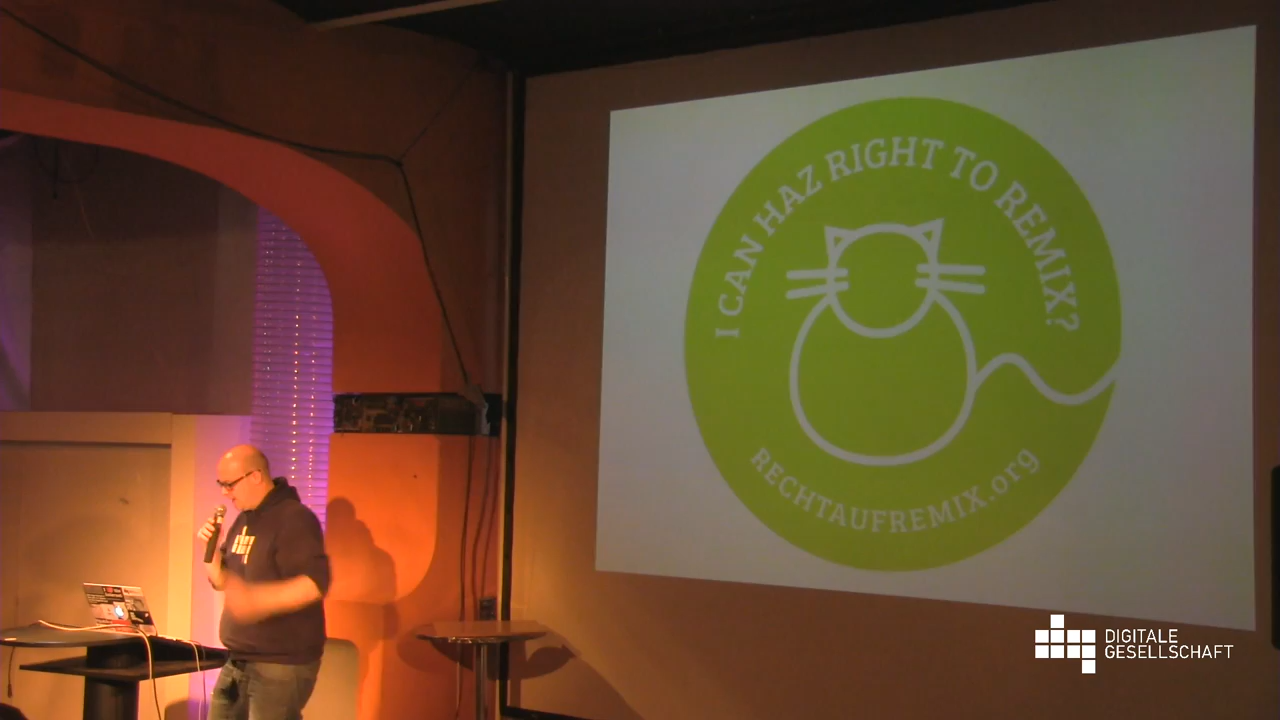 I CAN HAZ RIGHT TO REMIX?
RECHTAUFREMIX.org
DIGITALE
GESELLSCHAFT